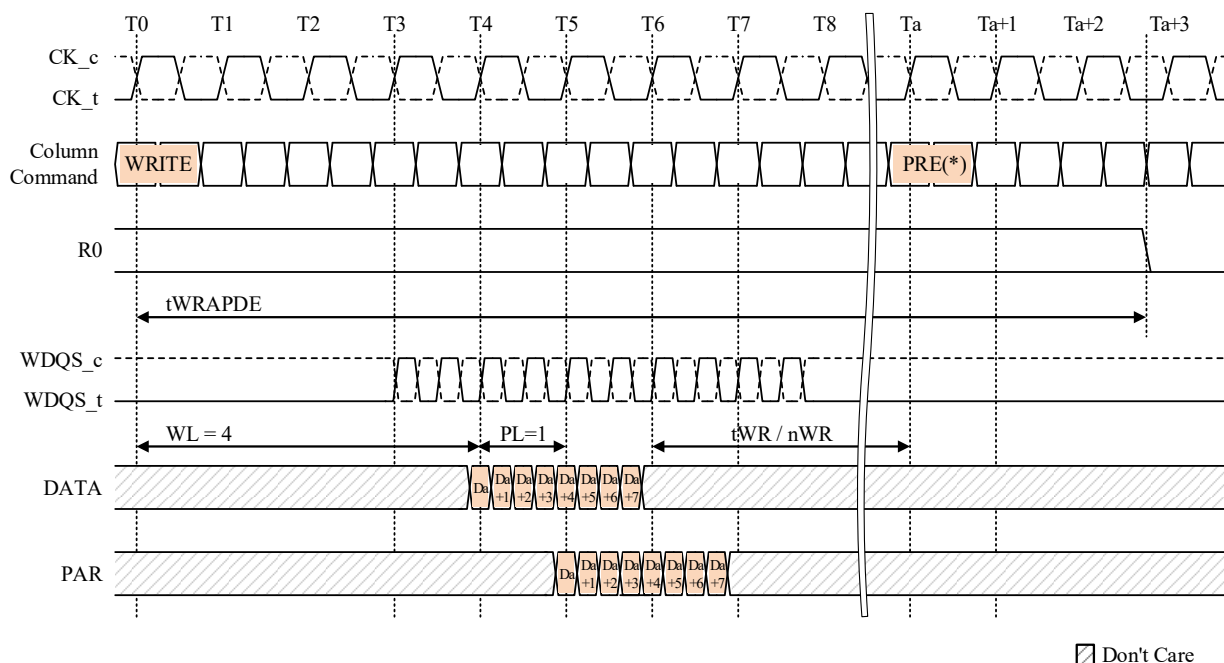 T0 T1 T2 T3 T4 T5 T6 T7 T8 Ta Ta+1 Ta+2 Ta+3
CK_c
CK_t
Column
Command
WRITE PRE(*)
R0
tWRAPDE
WDQS_c
WDQS_t
WL = 4 PL=1 tWR / nWR
DATA
Da Da+1 Da+2 Da+3 Da+4 Da+5 Da+6 Da+7
PAR
Da Da+1 Da+2 Da+3 Da+4 Da+5 Da+6 Da+7
Don't Care